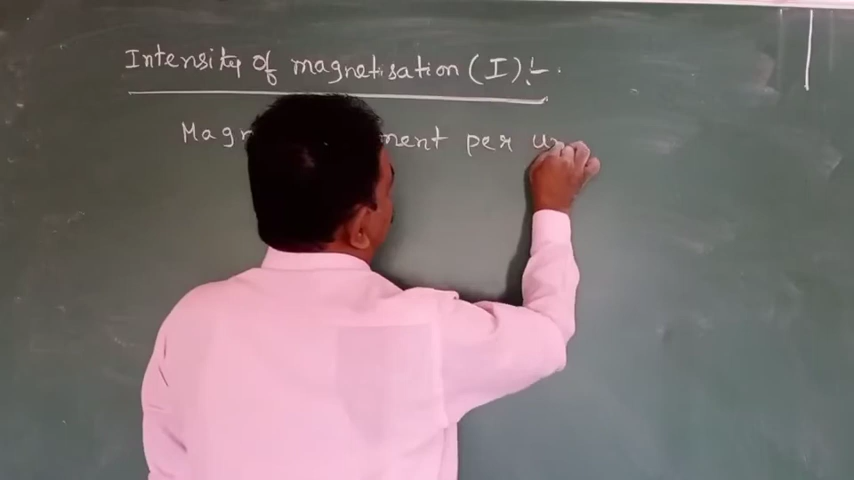 Intensity of magnetisation (I):-
per